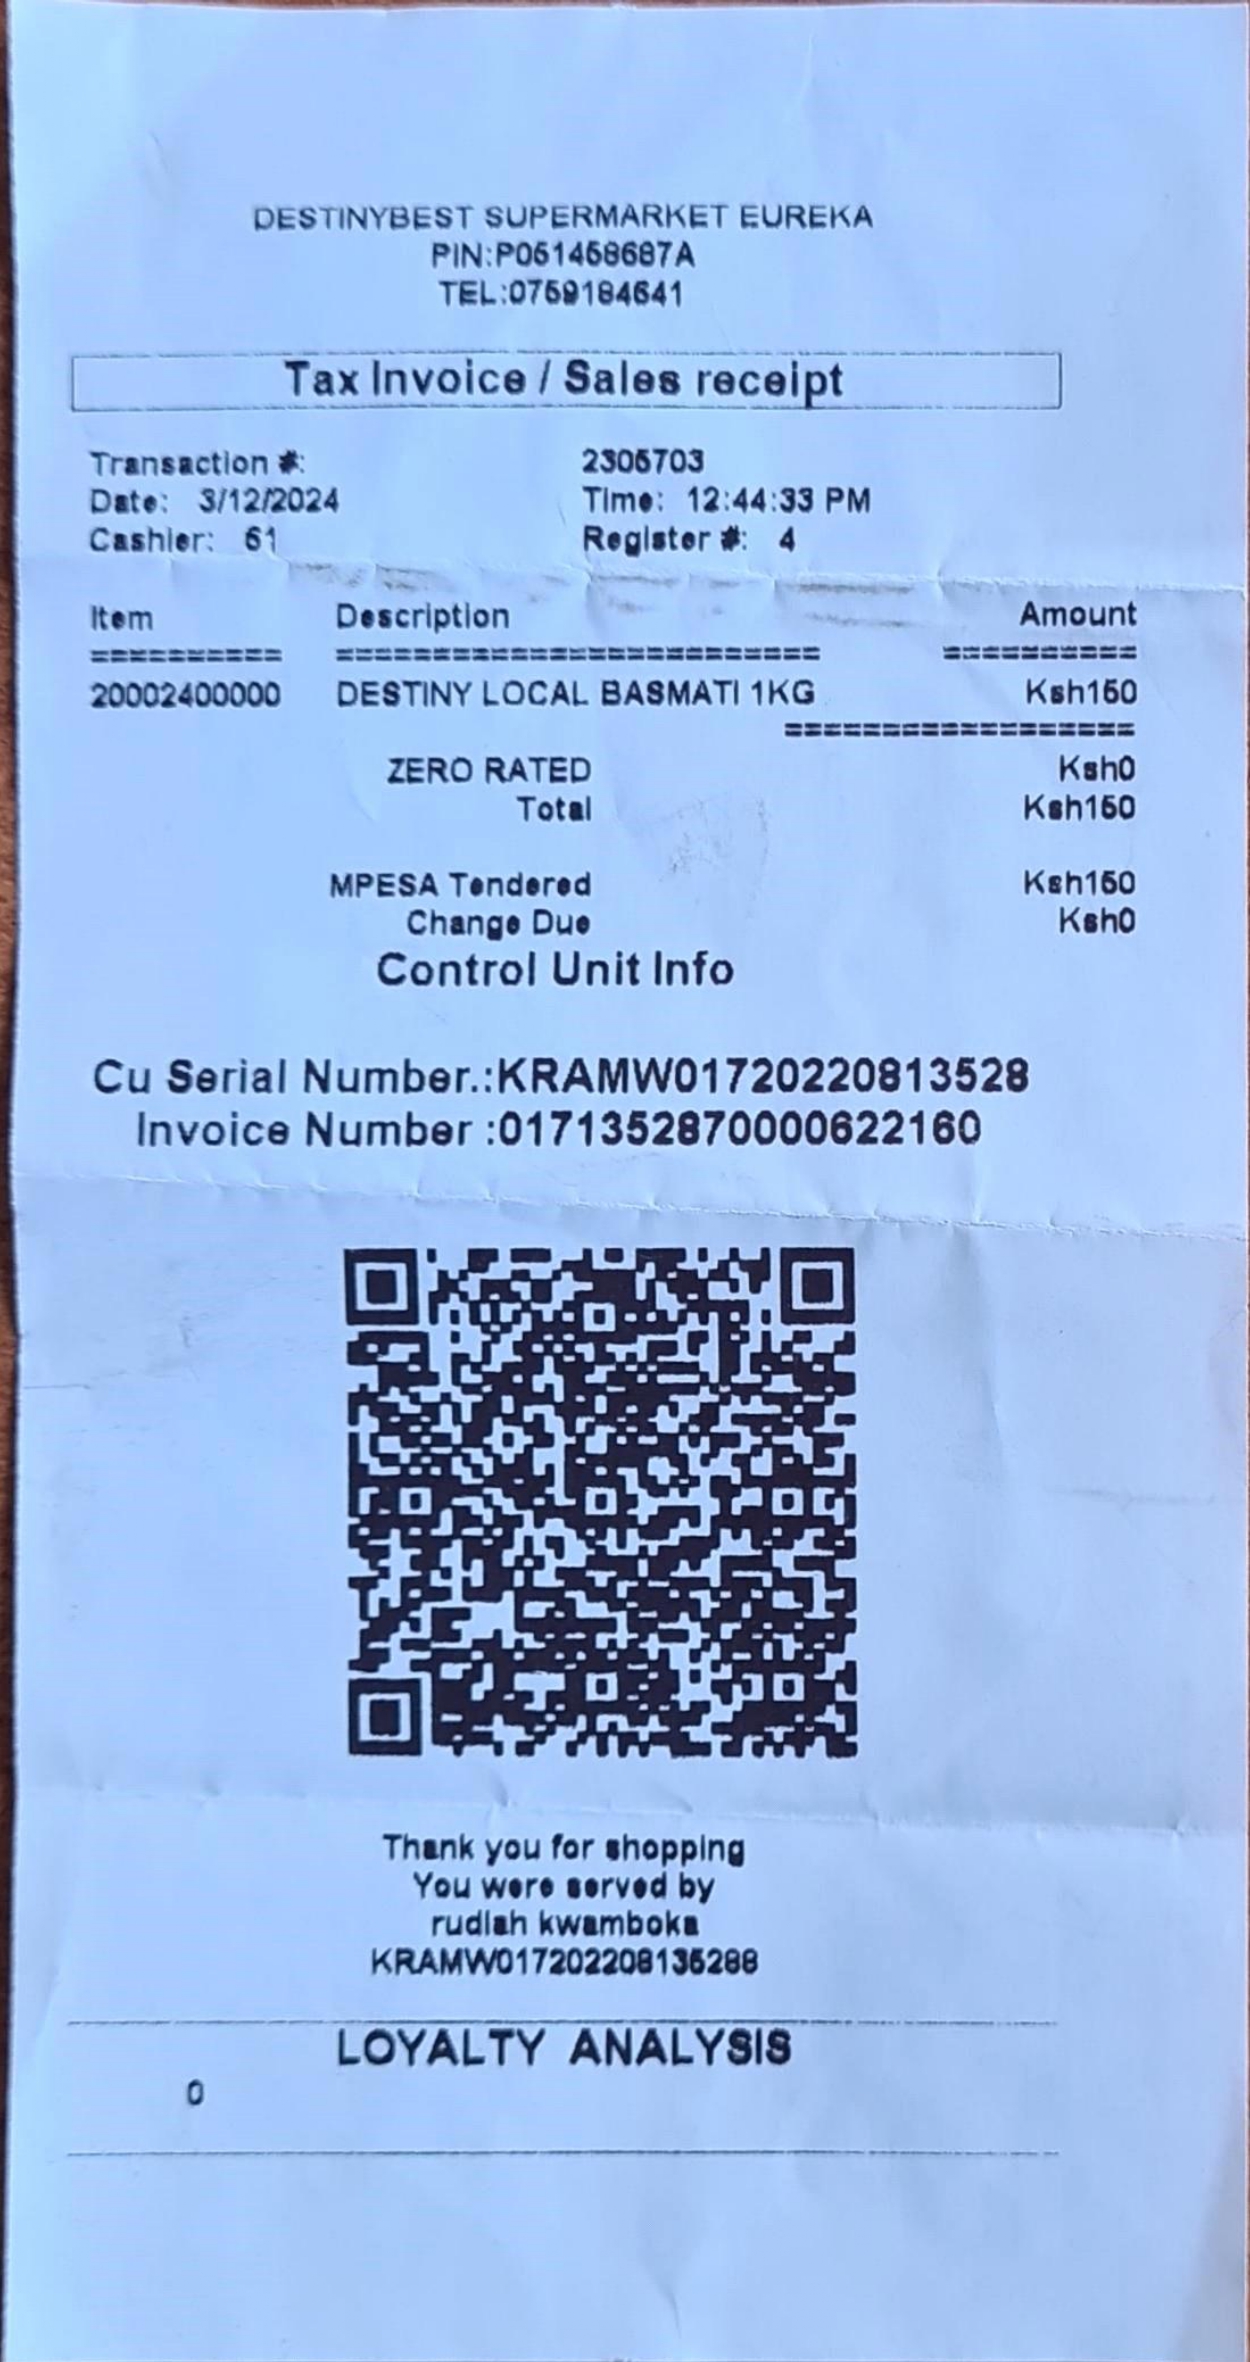 DESTINYBEST SUPERMARKET EUREKA
PIN:P051458687A
TEL:0759184641
Tax Invoice / Sales receipt
Transaction #: 2305703
Date: 3/12/2024 Time: 12:44:33 PM
Cashier: 61 Register #: 4
Item Description Amount
========== ========================= ==========
20002400000 DESTINY LOCAL BASMATI 1KG Ksh150
==================
ZERO RATED Ksh0
Total Ksh150
MPESA Tendered Ksh150
Change Due Ksh0
Control Unit Info
Cu Serial Number.:KRAMW01720220813528
Invoice Number :0171352870000622160
Thank you for shopping
You were served by
rudiah kwamboka
KRAMW017202208135288
LOYALTY ANALYSIS
0